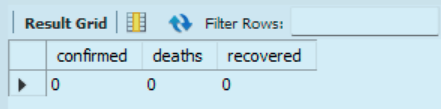 Result Grid Filter Rows:
confirmed deaths recovered
0 0 0